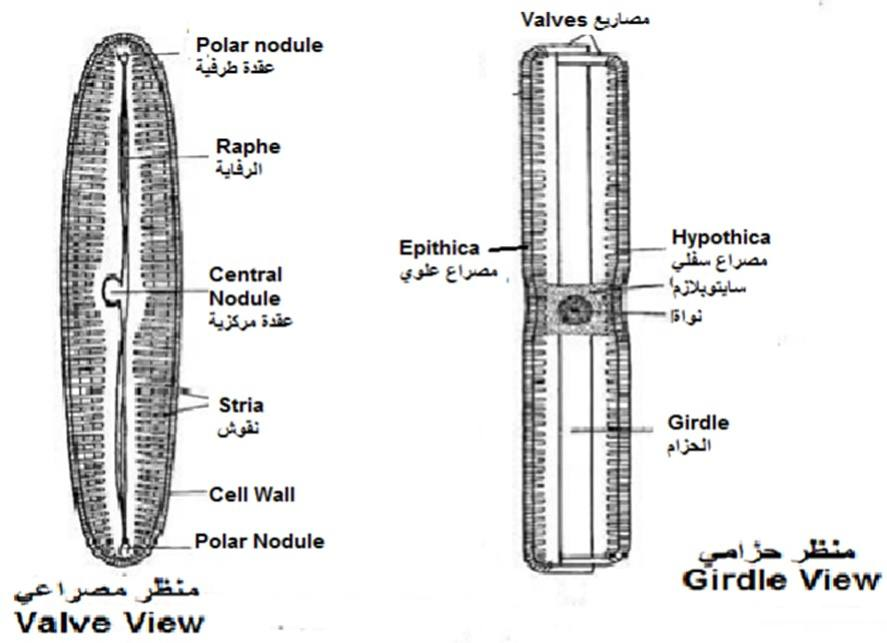 Polar nodule
عقدة طرفية
Raphe
الرفاية
Central
Nodule
عقدة مركزية
Stria
نقوش
Cell Wall
Polar Nodule
منظر مصراعي
Valve View
Valves مصاريع
Epithica
مصراع علوي
Hypothica
مصراع سفلي
سايتوبلازم
نواة
Girdle
الحزام
منظر حزامي
Girdle View